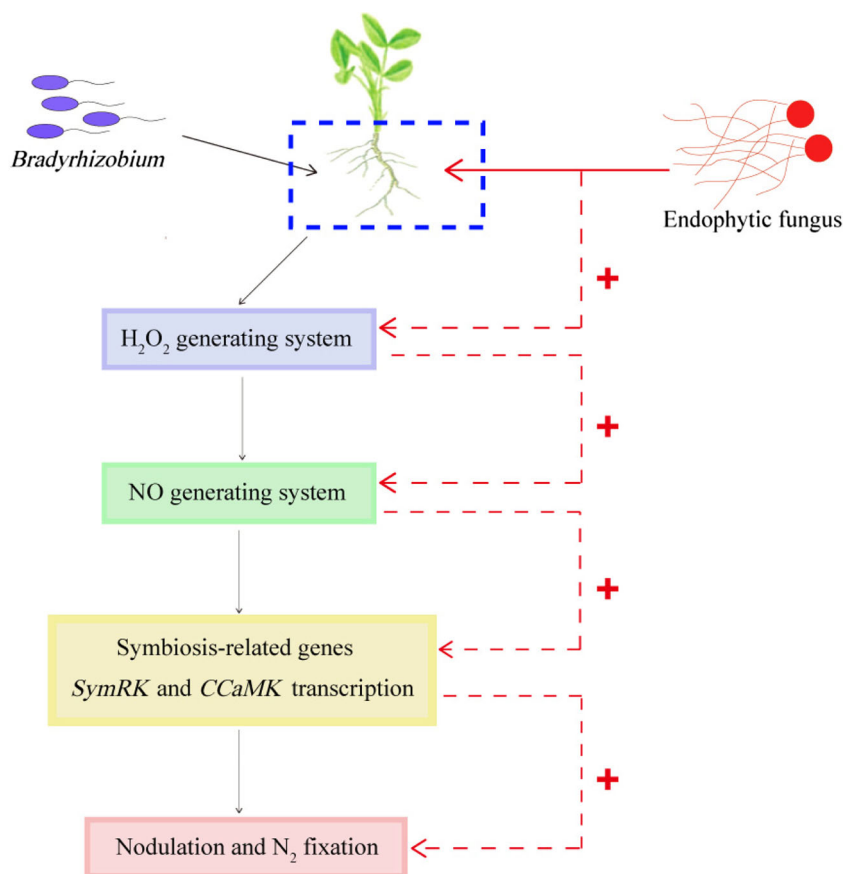 Bradyrhizobium
Endophytic fungus
+
H₂O₂ generating system
+
NO generating system
+
Symbiosis-related genes
SymRK and CCaMK transcription
+
Nodulation and N₂ fixation